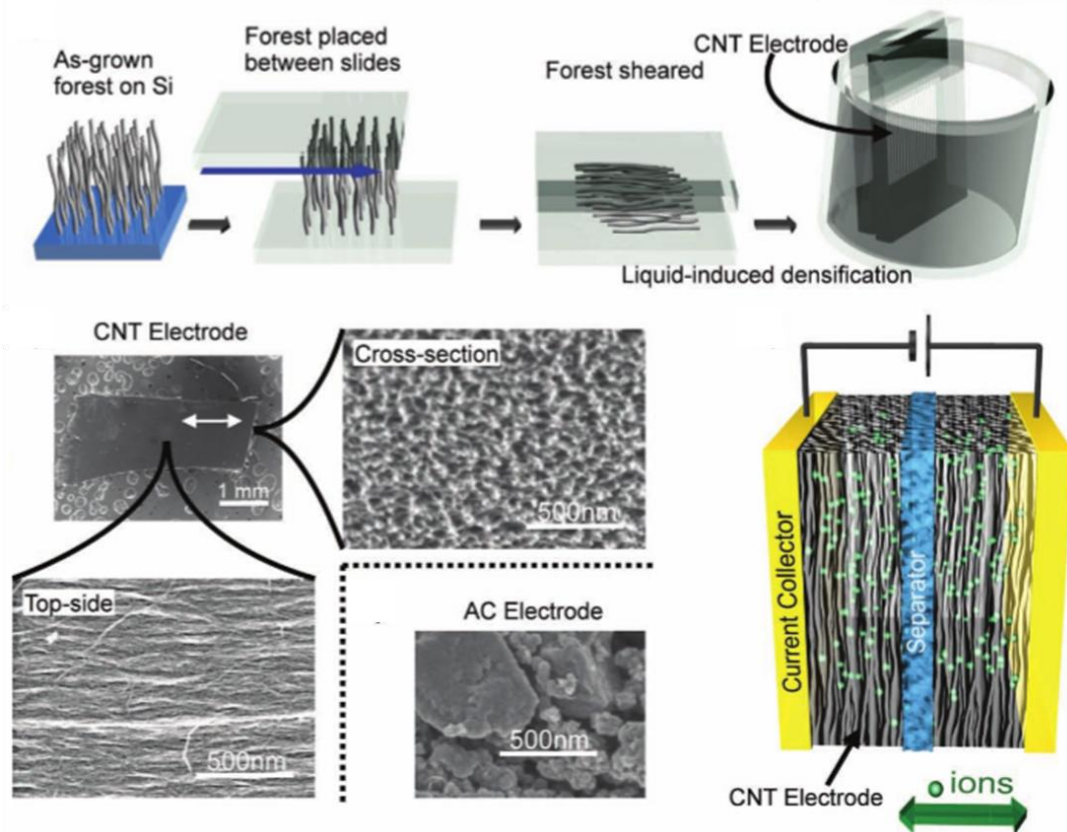 As-grown
forest on Si
Forest placed
between slides
Forest sheared
CNT Electrode
Liquid-induced densification
CNT Electrode
1 mm
Cross-section
500nm
Top-side
500nm
AC Electrode
500nm
Current Collector
Separator
CNT Electrode
ions